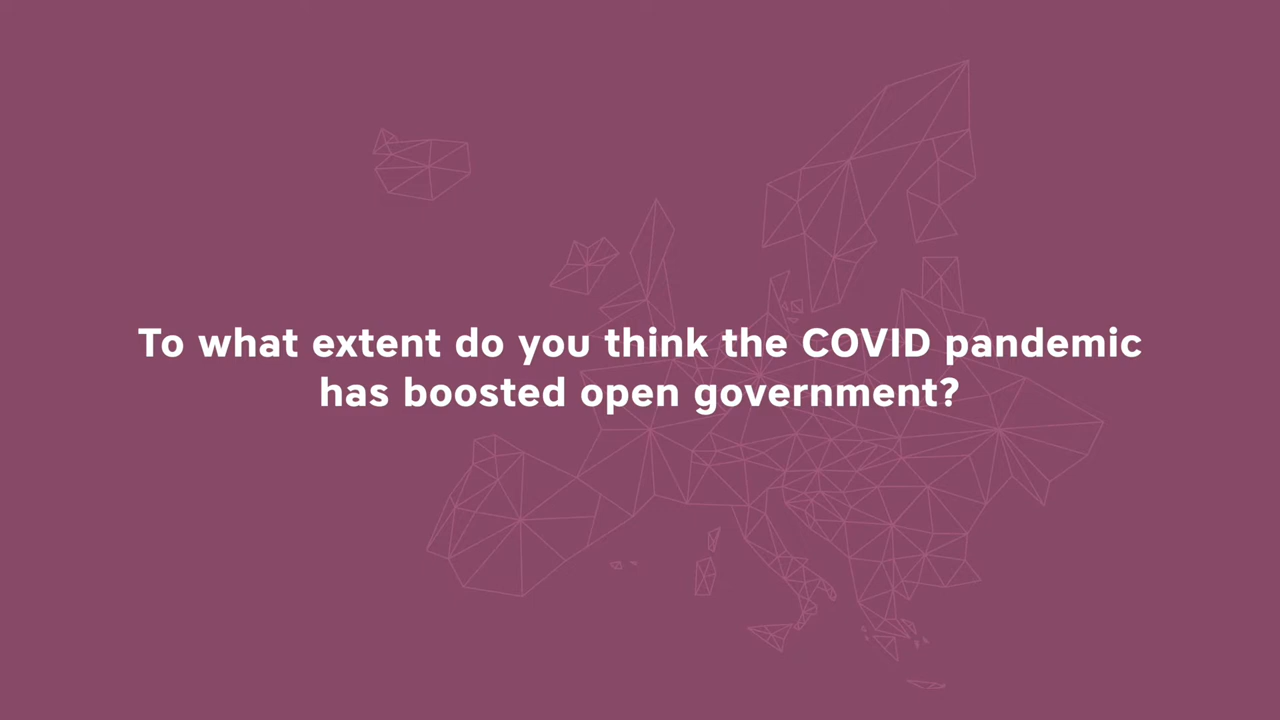 To what extent do you think the COVID pandemic
has boosted open government?